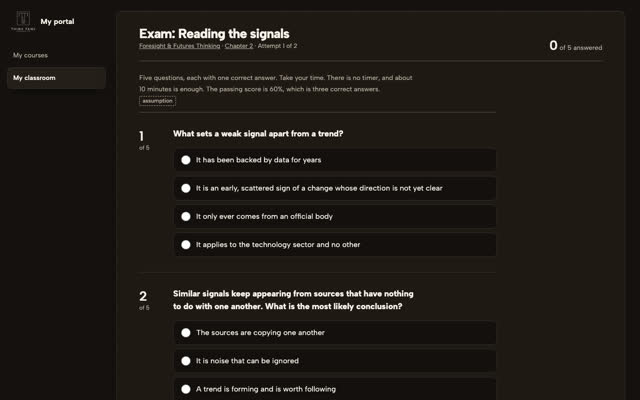 THINK FENS
My portal
My courses
My classroom
Exam: Reading the signals
Foresight & Futures Thinking · Chapter 2 · Attempt 1 of 2
0 of 5 answered
Five questions, each with one correct answer. Take your time. There is no timer, and about
10 minutes is enough. The passing score is 60%, which is three correct answers.
assumption
1
of 5
What sets a weak signal apart from a trend?
It has been backed by data for years
It is an early, scattered sign of a change whose direction is not yet clear
It only ever comes from an official body
It applies to the technology sector and no other
2
of 5
Similar signals keep appearing from sources that have nothing
to do with one another. What is the most likely conclusion?
The sources are copying one another
It is noise that can be ignored
A trend is forming and is worth following